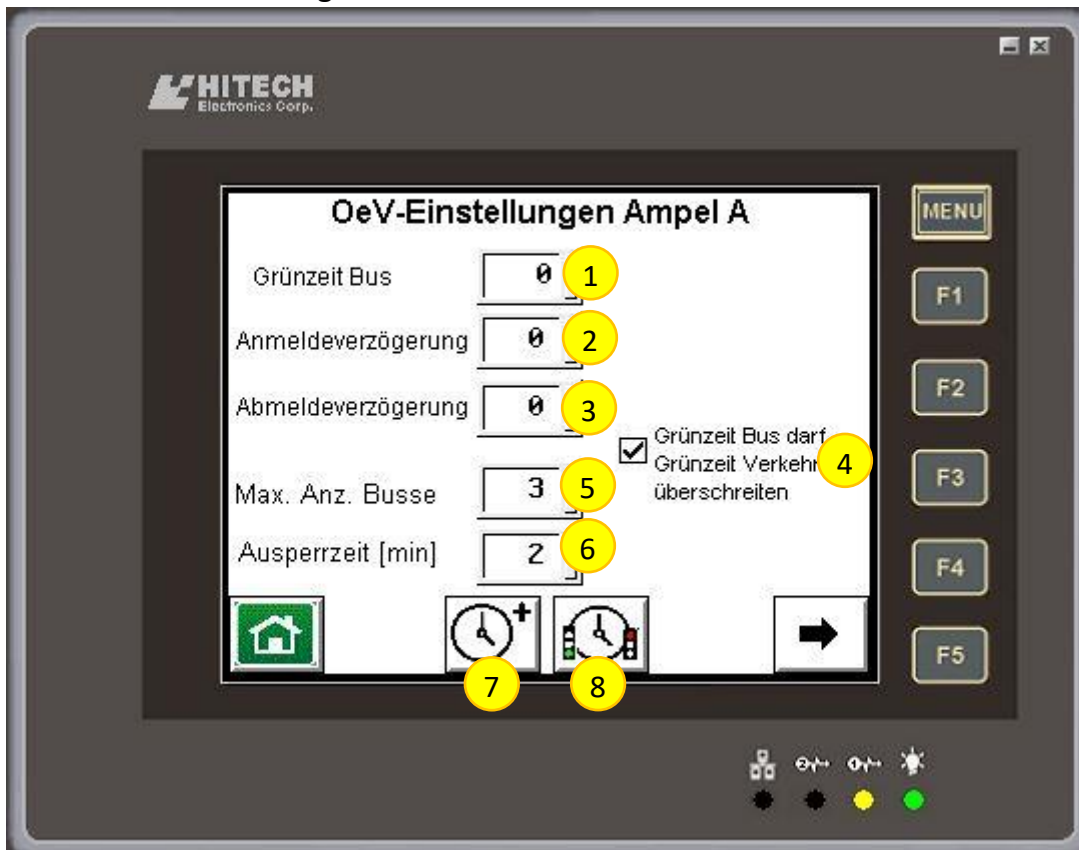 HITECH
Electronics Corp.
OeV-Einstellungen Ampel A
MENU
Grünzeit Bus 0 1
F1
Anmeldeverzögerung 0 2
F2
Abmeldeverzögerung 0 3
Grünzeit Bus darf
Grünzeit Verkehr 4
überschreiten
F3
Max. Anz. Busse 3 5
Ausperrzeit [min] 2 6
F4
+
7
8
F5
2
1